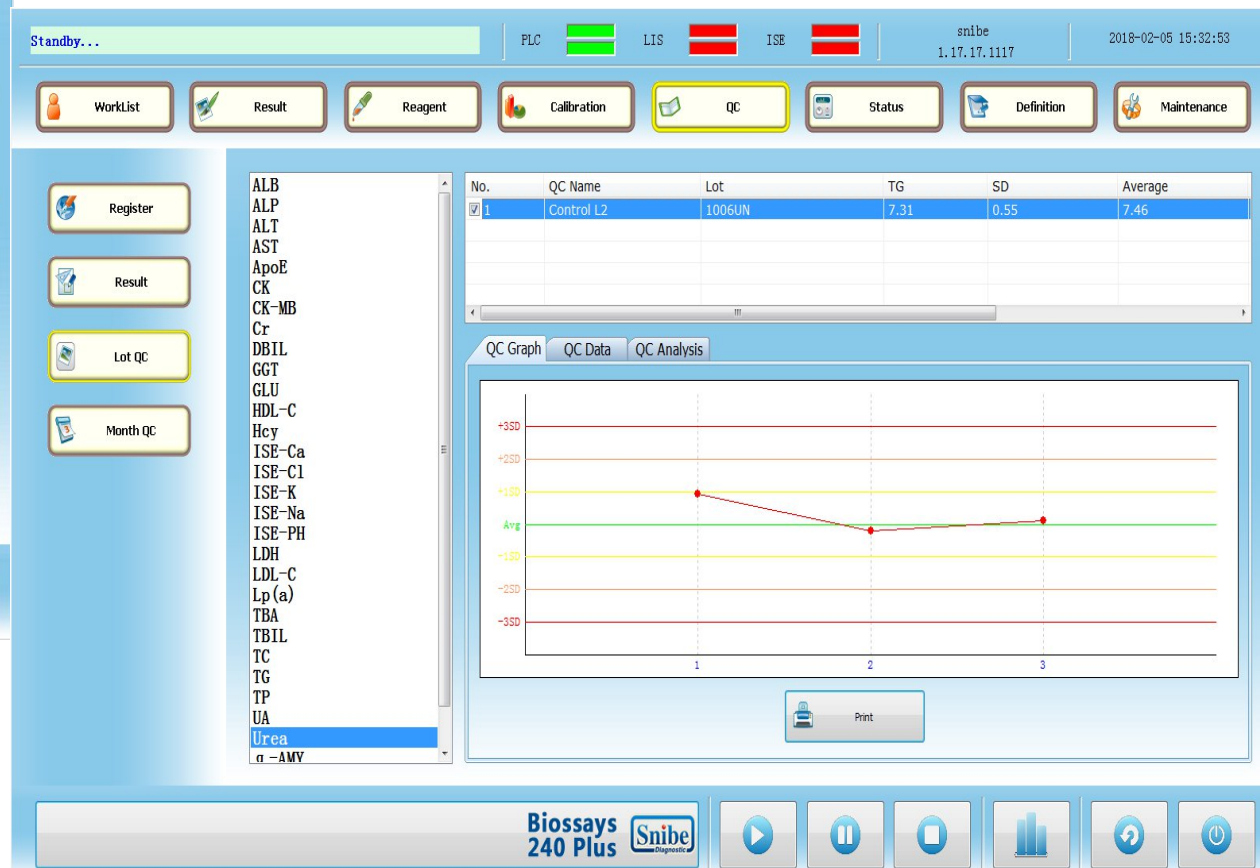 Standby...
PLC LIS ISE snibe 2018-02-05 15:32:53
1.17.17.1117
WorkList Result Reagent Calibration QC Status Definition Maintenance
Register
Result
Lot QC
Month QC
ALB
ALP
ALT
AST
ApoE
CK
CK-MB
Cr
DBIL
GGT
GLU
HDL-C
Hcy
ISE-Ca
ISE-Cl
ISE-K
ISE-Na
ISE-PH
LDH
LDL-C
Lp(a)
TBA
TBIL
TC
TG
TP
UA
Urea
α-AMY
No. QC Name Lot TG SD Average
1 Control L2 1006UN 7.31 0.55 7.46
QC Graph QC Data QC Analysis
+3SD
+2SD
+1SD
Avg
-1SD
-2SD
-3SD
1 2 3
Print
Biossays
240 Plus
Snibe
Diagnostic